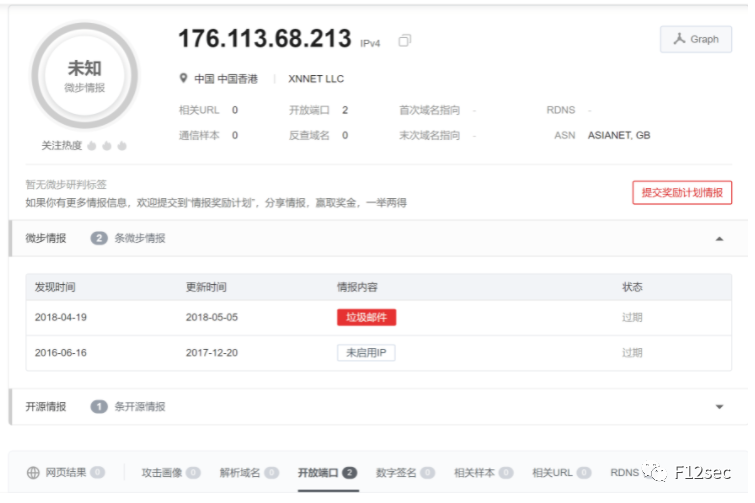 未知
微步情报
关注热度
176.113.68.213 IPv4
Graph
中国 中国香港 XNNET LLC
相关URL 0 开放端口 2 首次域名指向 - RDNS -
通信样本 0 反查域名 0 末次域名指向 - ASN ASIANET, GB
暂无微步研判标签
如果你有更多情报信息，欢迎提交到“情报奖励计划”，分享情报，赢取奖金，一举两得
提交奖励计划情报
微步情报 2 条微步情报
发现时间 更新时间 情报内容 状态
2018-04-19 2018-05-05 垃圾邮件 过期
2016-06-16 2017-12-20 未启用IP 过期
开源情报 1 条开源情报
网页结果 0 攻击画像 0 解析域名 0 开放端口 2 数字签名 0 相关样本 0 相关URL 0 RDNS
F12sec